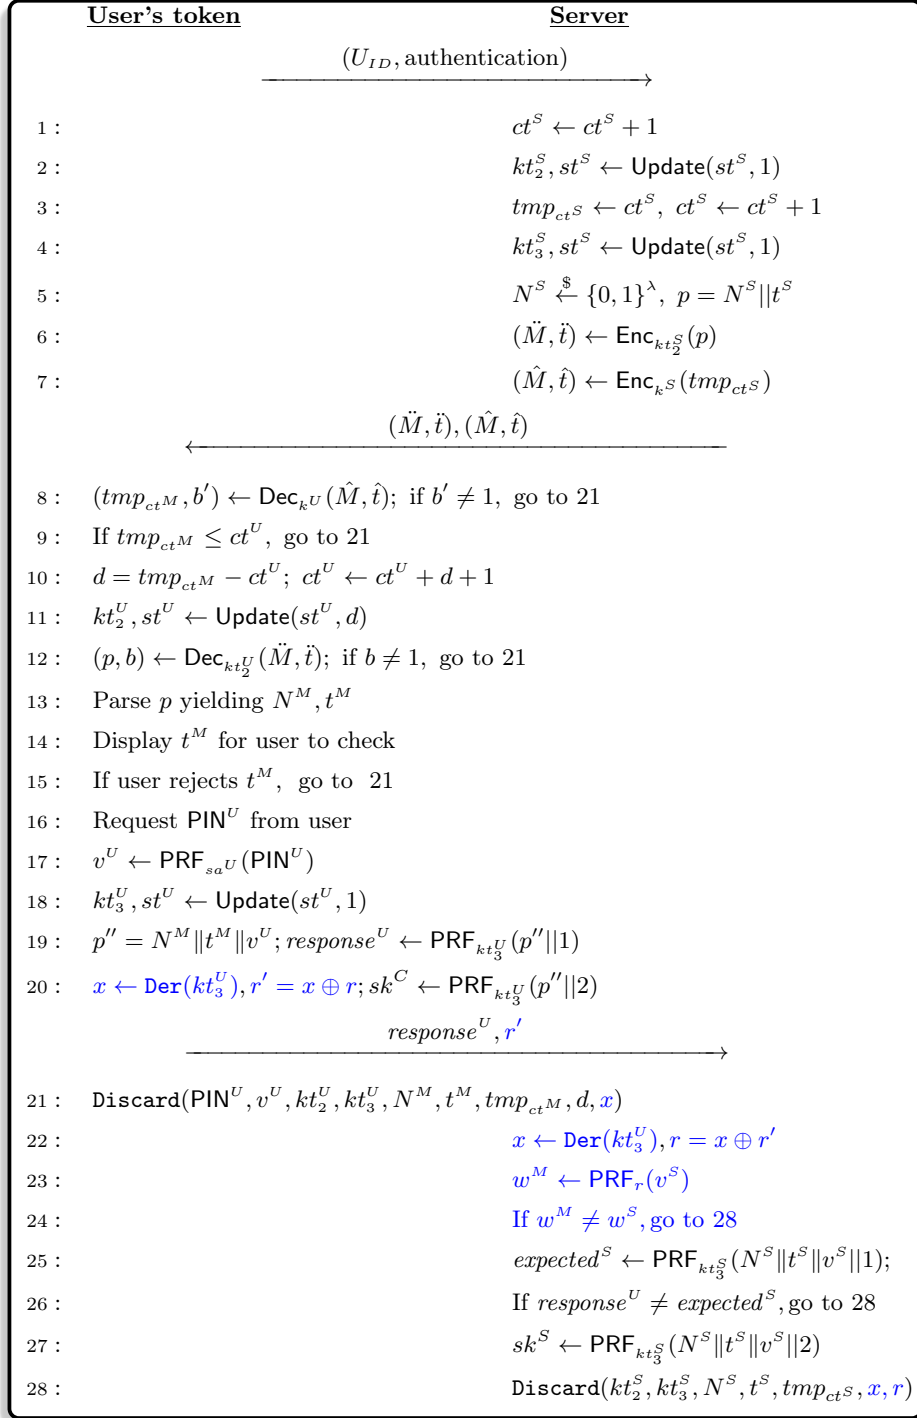 User's token Server
(U_{ID}, authentication)
1 : ct^S ← ct^S + 1
2 : kt_2^S, st^S ← Update(st^S, 1)
3 : tmp_{ct^S} ← ct^S, ct^S ← ct^S + 1
4 : kt_3^S, st^S ← Update(st^S, 1)
5 : N^S ←$ {0, 1}^λ, p = N^S||t^S
6 : (M̈, ẗ) ← Enc_{kt_2^S}(p)
7 : (M̂, t̂) ← Enc_{k^S}(tmp_{ct^S})
(M̈, ẗ), (M̂, t̂)
8 : (tmp_{ct^M}, b′) ← Dec_{k^U}(M̂, t̂); if b′ ≠ 1, go to 21
9 : If tmp_{ct^M} ≤ ct^U, go to 21
10 : d = tmp_{ct^M} − ct^U; ct^U ← ct^U + d + 1
11 : kt_2^U, st^U ← Update(st^U, d)
12 : (p, b) ← Dec_{kt_2^U}(M̈, ẗ); if b ≠ 1, go to 21
13 : Parse p yielding N^M, t^M
14 : Display t^M for user to check
15 : If user rejects t^M, go to 21
16 : Request PIN^U from user
17 : v^U ← PRF_{sa^U}(PIN^U)
18 : kt_3^U, st^U ← Update(st^U, 1)
19 : p″ = N^M‖t^M‖v^U; response^U ← PRF_{kt_3^U}(p″||1)
20 : x ← Der(kt_3^U), r′ = x ⊕ r; sk^C ← PRF_{kt_3^U}(p″||2)
response^U, r′
21 : Discard(PIN^U, v^U, kt_2^U, kt_3^U, N^M, t^M, tmp_{ct^M}, d, x)
22 : x ← Der(kt_3^U), r = x ⊕ r′
23 : w^M ← PRF_r(v^S)
24 : If w^M ≠ w^S, go to 28
25 : expected^S ← PRF_{kt_3^S}(N^S‖t^S‖v^S||1);
26 : If response^U ≠ expected^S, go to 28
27 : sk^S ← PRF_{kt_3^S}(N^S‖t^S‖v^S||2)
28 : Discard(kt_2^S, kt_3^S, N^S, t^S, tmp_{ct^S}, x, r)